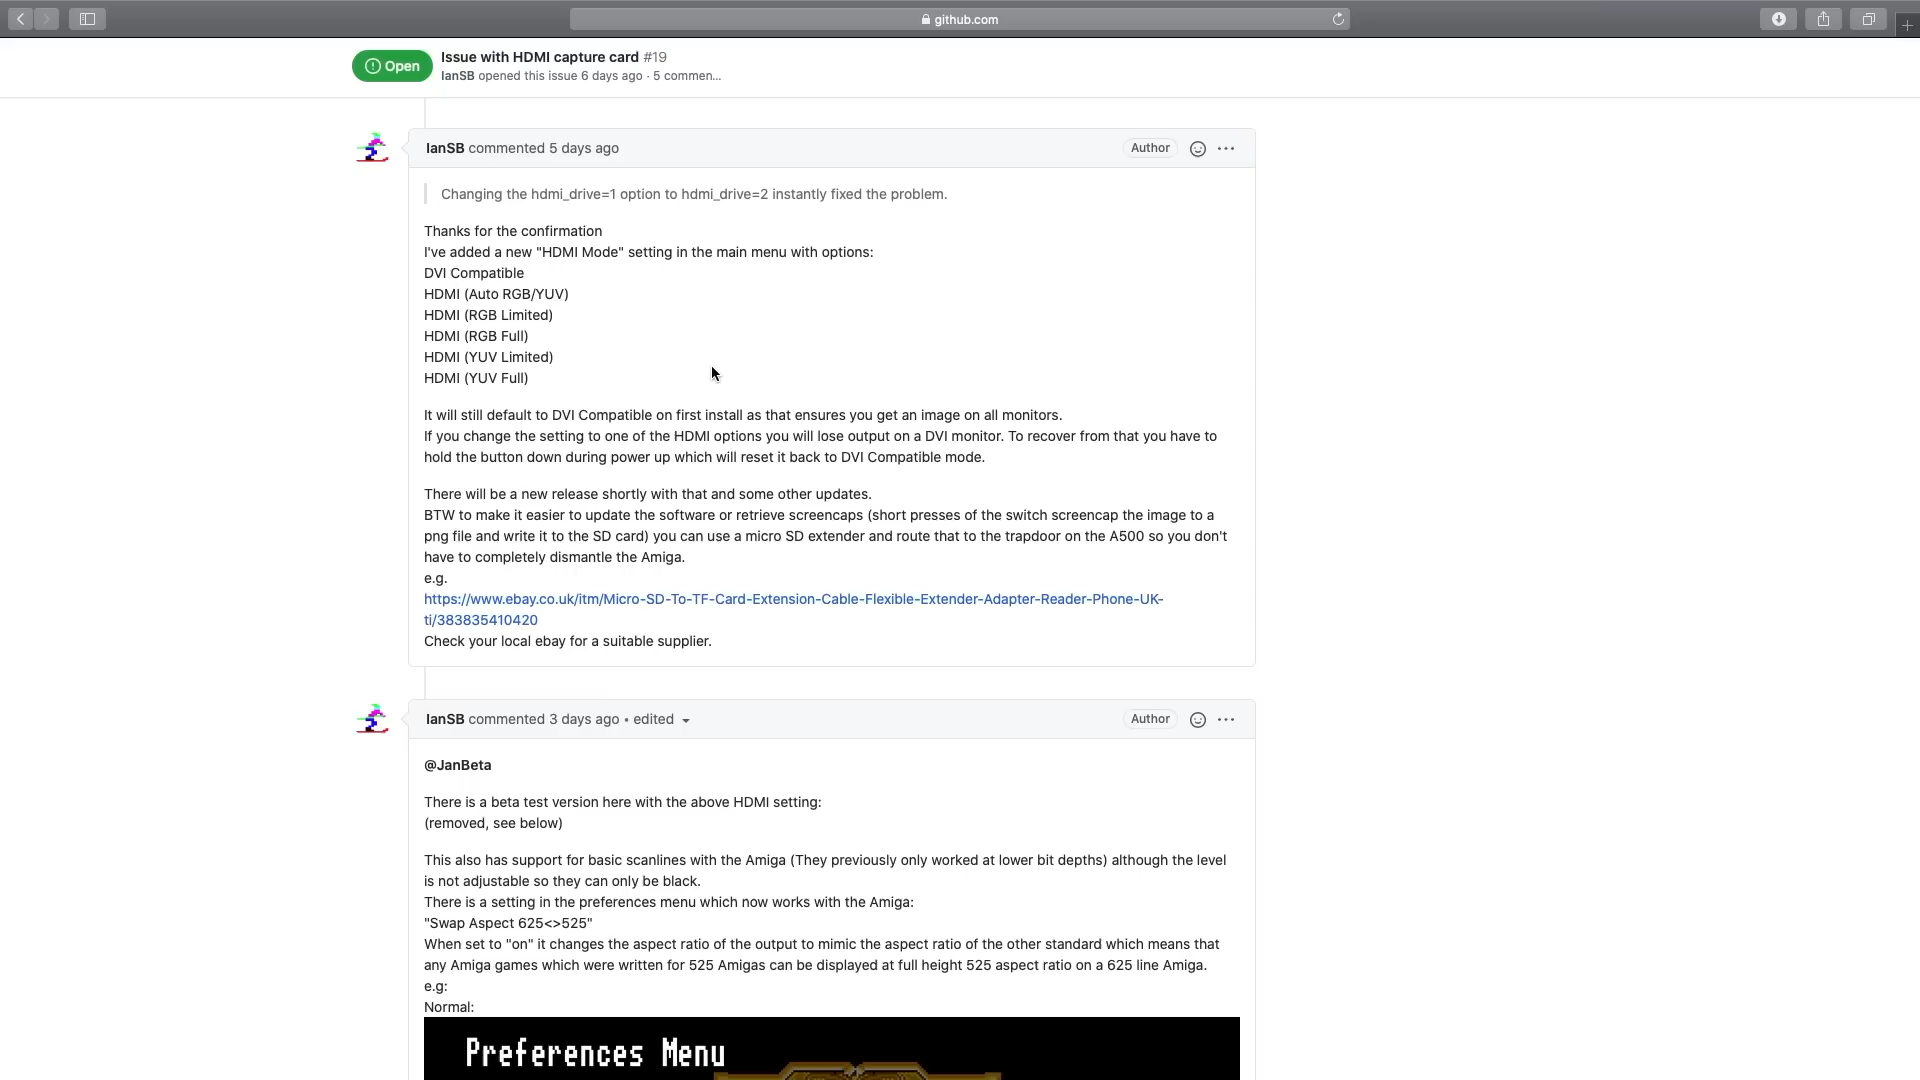 github.com
Open
Issue with HDMI capture card #19
IanSB opened this issue 6 days ago · 5 commen...
IanSB commented 5 days ago
Author
Changing the hdmi_drive=1 option to hdmi_drive=2 instantly fixed the problem.
Thanks for the confirmation
I've added a new "HDMI Mode" setting in the main menu with options:
DVI Compatible
HDMI (Auto RGB/YUV)
HDMI (RGB Limited)
HDMI (RGB Full)
HDMI (YUV Limited)
HDMI (YUV Full)
It will still default to DVI Compatible on first install as that ensures you get an image on all monitors.
If you change the setting to one of the HDMI options you will lose output on a DVI monitor. To recover from that you have to
hold the button down during power up which will reset it back to DVI Compatible mode.
There will be a new release shortly with that and some other updates.
BTW to make it easier to update the software or retrieve screencaps (short presses of the switch screencap the image to a
png file and write it to the SD card) you can use a micro SD extender and route that to the trapdoor on the A500 so you don't
have to completely dismantle the Amiga.
e.g.
https://www.ebay.co.uk/itm/Micro-SD-To-TF-Card-Extension-Cable-Flexible-Extender-Adapter-Reader-Phone-UK-
ti/383835410420
Check your local ebay for a suitable supplier.
IanSB commented 3 days ago • edited
Author
@JanBeta
There is a beta test version here with the above HDMI setting:
(removed, see below)
This also has support for basic scanlines with the Amiga (They previously only worked at lower bit depths) although the level
is not adjustable so they can only be black.
There is a setting in the preferences menu which now works with the Amiga:
"Swap Aspect 625<>525"
When set to "on" it changes the aspect ratio of the output to mimic the aspect ratio of the other standard which means that
any Amiga games which were written for 525 Amigas can be displayed at full height 525 aspect ratio on a 625 line Amiga.
e.g:
Normal:
Preferences Menu